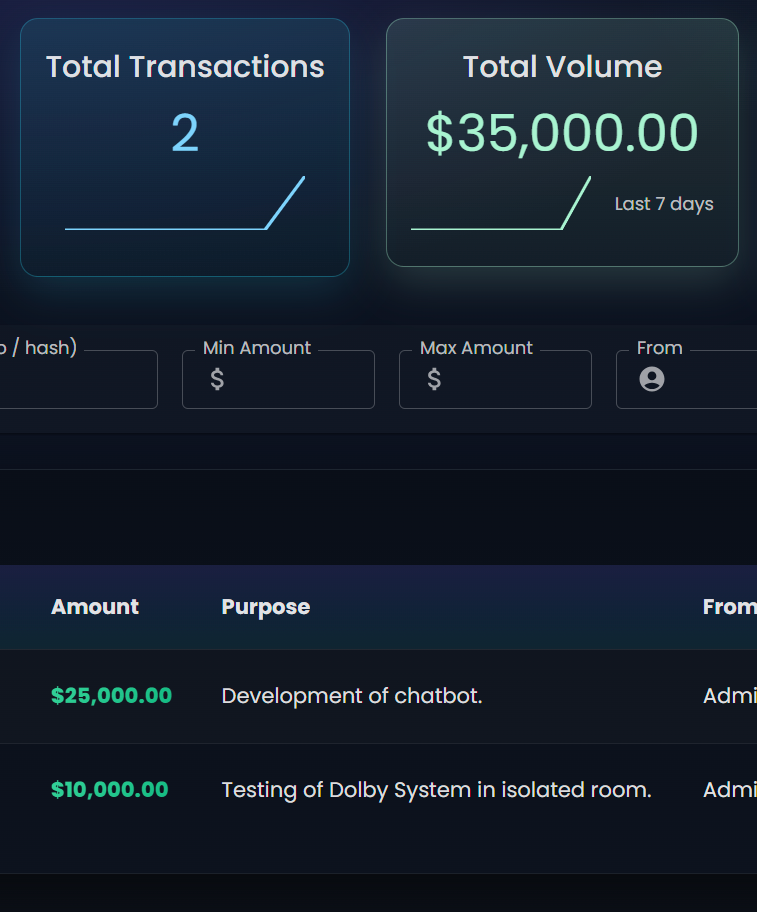 Total Transactions
2
Total Volume
$35,000.00
Last 7 days
/ hash)
Min Amount
$
Max Amount
$
From
Amount Purpose From
$25,000.00 Development of chatbot. Admi
$10,000.00 Testing of Dolby System in isolated room. Admi